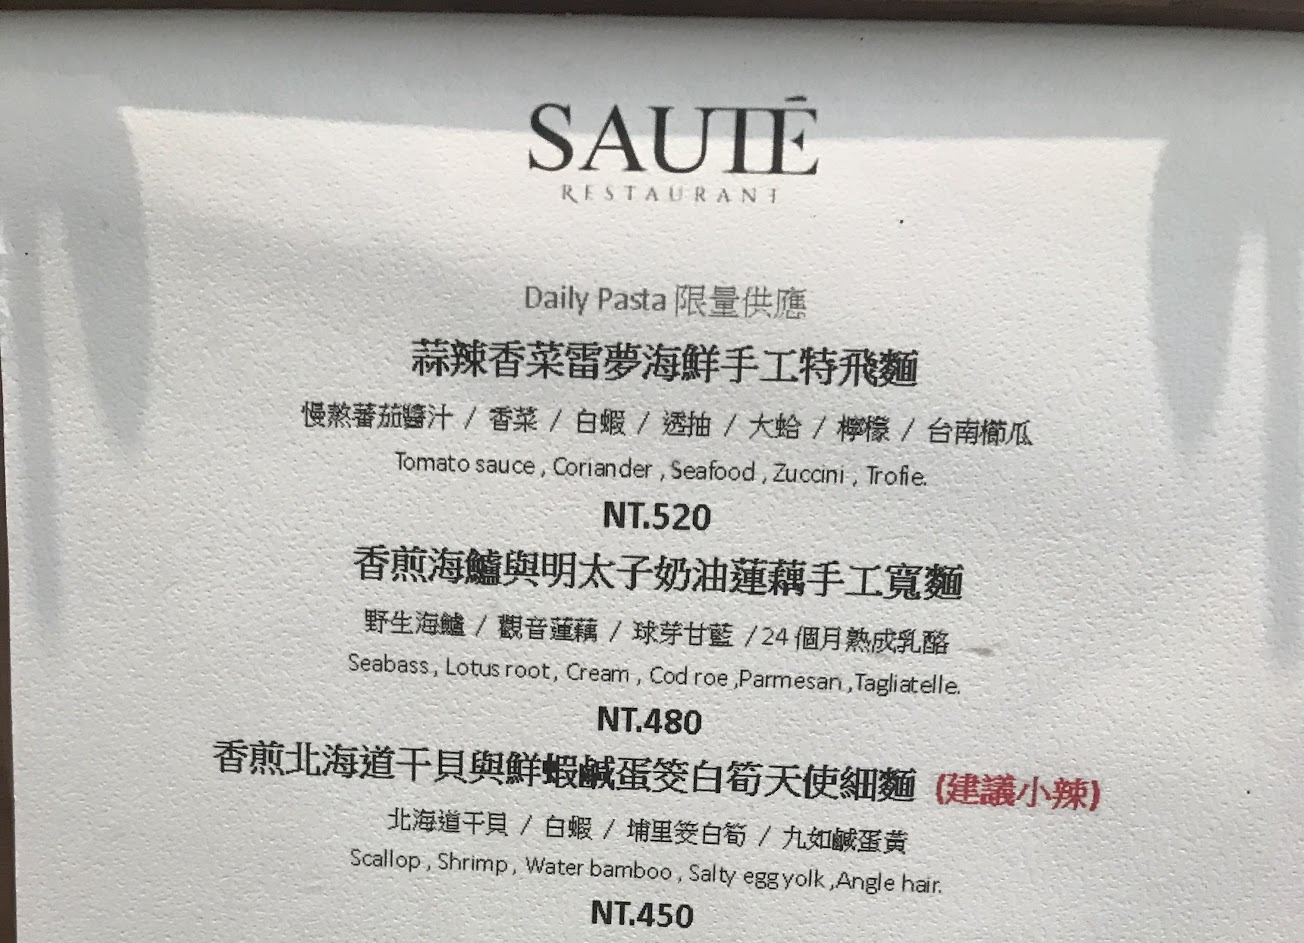 SAUTÉ
RESTAURANT
Daily Pasta 限量供應
蒜辣香菜雷夢海鮮手工特飛麵
慢熬蕃茄醬汁 / 香菜 / 白蝦 / 透抽 / 大蛤 / 檸檬 / 台南櫛瓜
Tomato sauce , Coriander , Seafood , Zuccini , Trofie.
NT.520
香煎海鱸與明太子奶油蓮藕手工寬麵
野生海鱸 / 觀音蓮藕 / 球芽甘藍 / 24 個月熟成乳酪
Seabass , Lotus root , Cream , Cod roe ,Parmesan ,Tagliatelle.
NT.480
香煎北海道干貝與鮮蝦鹹蛋筊白筍天使細麵 (建議小辣)
北海道干貝 / 白蝦 / 埔里筊白筍 / 九如鹹蛋黃
Scallop , Shrimp , Water bamboo , Salty egg yolk ,Angle hair.
NT.450